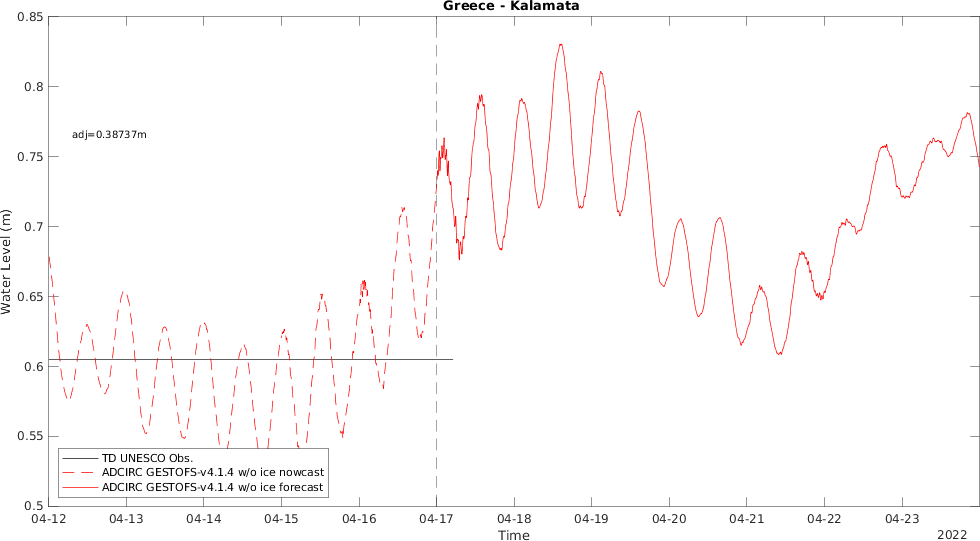 Greece - Kalamata
0.85
0.8
0.75
0.7
0.65
0.6
0.55
0.5
Water Level (m)
adj=0.38737m
TD UNESCO Obs.
ADCIRC GESTOFS-v4.1.4 w/o ice nowcast
ADCIRC GESTOFS-v4.1.4 w/o ice forecast
04-12 04-13 04-14 04-15 04-16 04-17 04-18 04-19 04-20 04-21 04-22 04-23
Time
2022